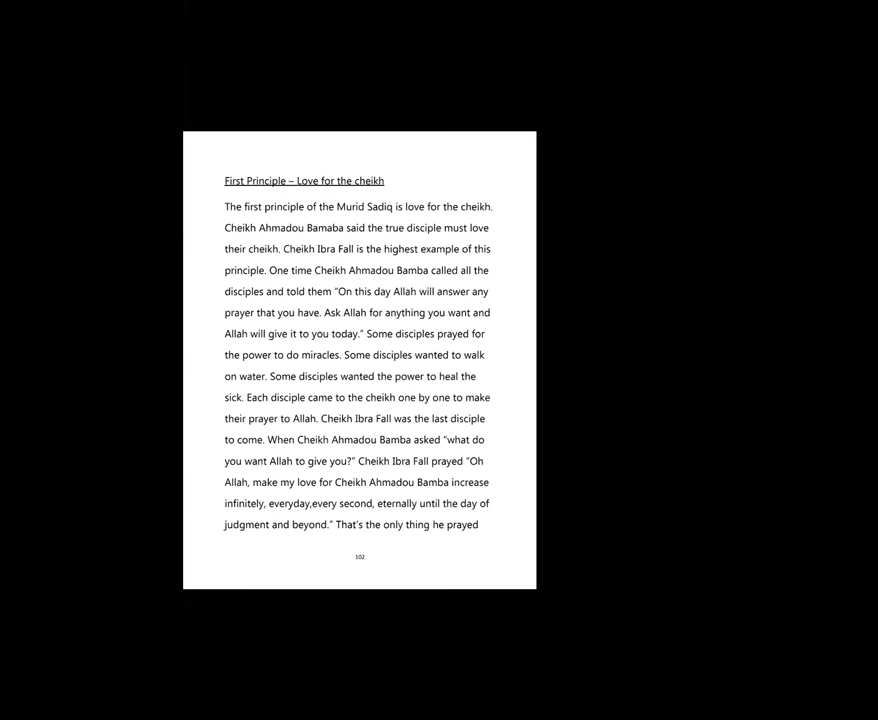 First Principle – Love for the cheikh
The first principle of the Murid Sadiq is love for the cheikh.
Cheikh Ahmadou Bamaba said the true disciple must love
their cheikh. Cheikh Ibra Fall is the highest example of this
principle. One time Cheikh Ahmadou Bamba called all the
disciples and told them “On this day Allah will answer any
prayer that you have. Ask Allah for anything you want and
Allah will give it to you today.” Some disciples prayed for
the power to do miracles. Some disciples wanted to walk
on water. Some disciples wanted the power to heal the
sick. Each disciple came to the cheikh one by one to make
their prayer to Allah. Cheikh Ibra Fall was the last disciple
to come. When Cheikh Ahmadou Bamba asked “what do
you want Allah to give you?” Cheikh Ibra Fall prayed “Oh
Allah, make my love for Cheikh Ahmadou Bamba increase
infinitely, everyday,every second, eternally until the day of
judgment and beyond.” That’s the only thing he prayed
102